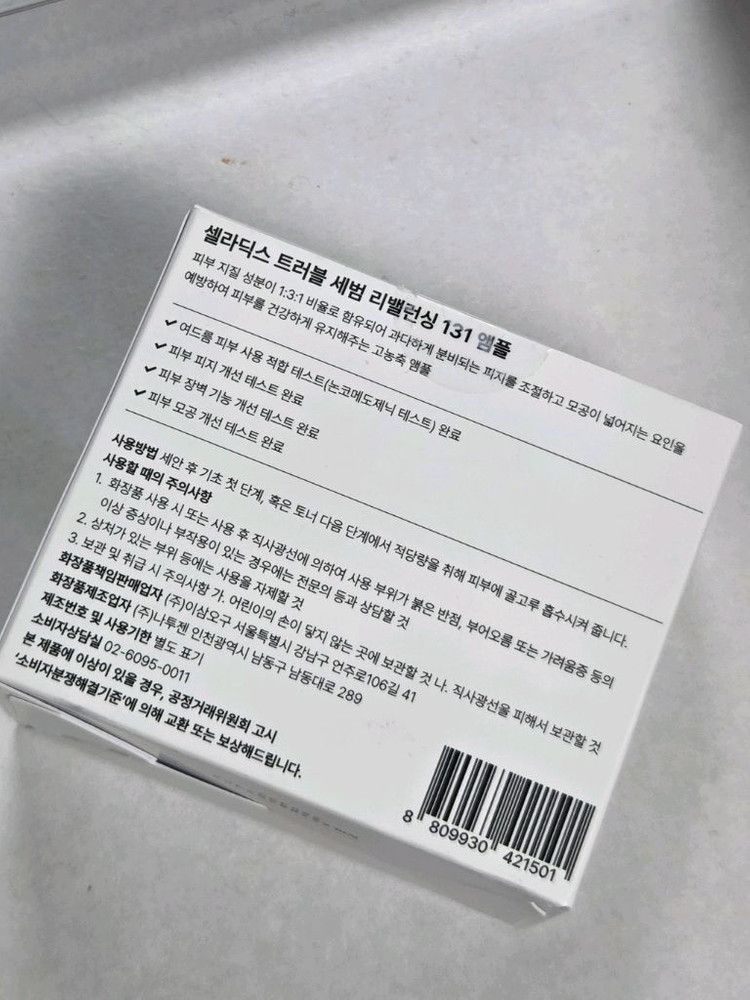 셀라딕스 트러블 세범 리밸런싱 131 앰플
피부 지질 성분이 1:3:1 비율로 함유되어 과다하게 분비되는 피지를 조절하고 모공이 넓어지는 요인을
예방하여 피부를 건강하게 유지해주는 고농축 앰플
✔ 여드름 피부 사용 적합 테스트(논코메도제닉 테스트) 완료
✔ 피부 피지 개선 테스트 완료
✔ 피부 장벽 기능 개선 테스트 완료
✔ 피부 모공 개선 테스트 완료
사용방법 세안 후 기초 첫 단계, 혹은 토너 다음 단계에서 적당량을 취해 피부에 골고루 흡수시켜 줍니다.
사용할 때의 주의사항
1. 화장품 사용 시 또는 사용 후 직사광선에 의하여 사용 부위가 붉은 반점, 부어오름 또는 가려움증 등의
이상 증상이나 부작용이 있는 경우에는 전문의 등과 상담할 것
2. 상처가 있는 부위 등에는 사용을 자제할 것
3. 보관 및 취급 시 주의사항 가. 어린이의 손이 닿지 않는 곳에 보관할 것 나. 직사광선을 피해서 보관할 것
화장품책임판매업자 (주)이삼오구 서울특별시 강남구 언주로106길 41
화장품제조업자 (주)나투젠 인천광역시 남동구 남동대로 289
제조번호 및 사용기한 별도 표기
소비자상담실 02-6095-0011
본 제품에 이상이 있을 경우, 공정거래위원회 고시
'소비자분쟁해결기준'에 의해 교환 또는 보상해드립니다.
8 809930 421501